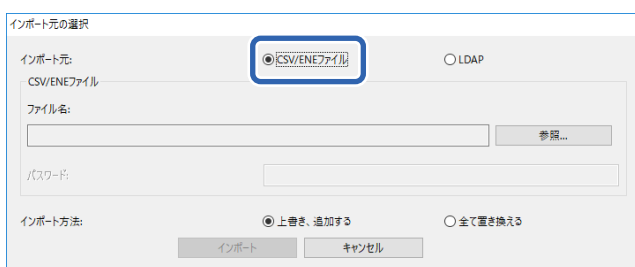 インポート元の選択
インポート元: CSV/ENEファイル LDAP
CSV/ENEファイル
ファイル名:
参照...
パスワード:
インポート方法: 上書き、追加する 全て置き換える
インポート キャンセル